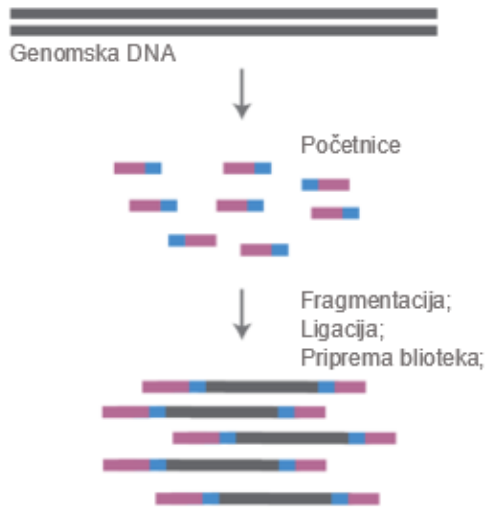 Genomska DNA
Početnice
Fragmentacija;
Ligacija;
Priprema blioteka;